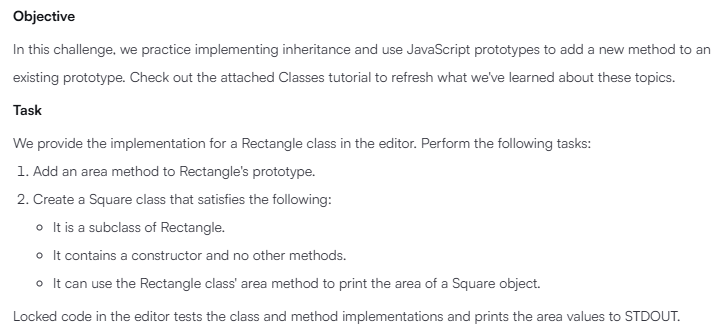 Objective
In this challenge, we practice implementing inheritance and use JavaScript prototypes to add a new method to an
existing prototype. Check out the attached Classes tutorial to refresh what we've learned about these topics.
Task
We provide the implementation for a Rectangle class in the editor. Perform the following tasks:
1. Add an area method to Rectangle's prototype.
2. Create a Square class that satisfies the following:
o It is a subclass of Rectangle.
o It contains a constructor and no other methods.
o It can use the Rectangle class' area method to print the area of a Square object.
Locked code in the editor tests the class and method implementations and prints the area values to STDOUT.